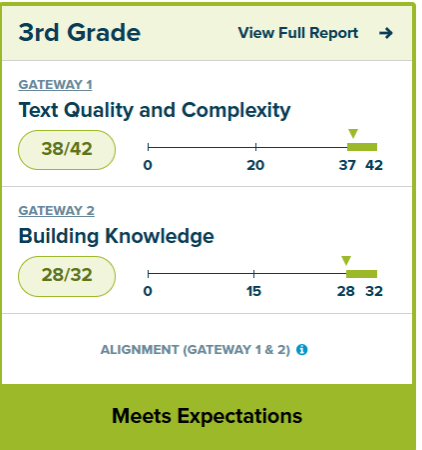 3rd Grade
View Full Report →
GATEWAY 1
Text Quality and Complexity
38/42
0 20 37 42
GATEWAY 2
Building Knowledge
28/32
0 15 28 32
ALIGNMENT (GATEWAY 1 & 2) i
Meets Expectations